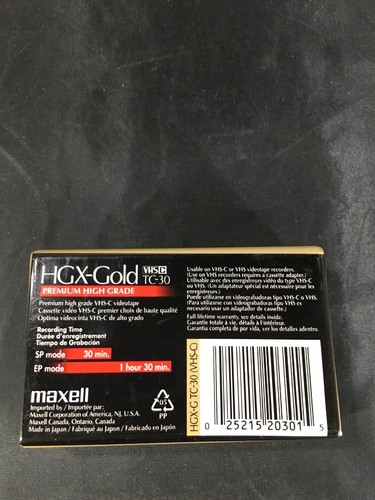 HGX-Gold VHSC TC-30
PREMIUM HIGH GRADE
Premium high grade VHS-C videotape
Cassette vidéo VHS-C premier choix de haute qualité
Optima videocinta VHS-C de alto grado
Recording Time
Durée d'enregistrement
Tiempo de Grabación
SP mode 30 min.
EP mode 1 hour 30 min.
maxell
Imported by / Importée par:
Maxell Corporation of America, NJ, U.S.A.
Maxell Canada, Ontario, Canada
Made in Japan / Fabriqué au Japon / Fabricado en Japón
05
PP
Usable on VHS-C or VHS videotape recorders.
(Use on VHS recorders requires a cassette adapter.)
Utilisable avec des enregistreurs vidéo du type VHS-C
ou VHS. (Un adaptateur spécial est nécessaire pour les
enregistreurs.)
Puede utilizarse en videograbadoras tipo VHS-C o VHS.
(Para utilizarse en videograbadoras tipo VHS es
necesario usar un adaptador de cassette.)
Full lifetime warranty, see details inside.
Garantie totale à vie, détails à l'intérieur.
Garantía completa de por vida, ver los detalles adentro.
HGX-G TC-30 (VHS-C)
0 25215 20301 5